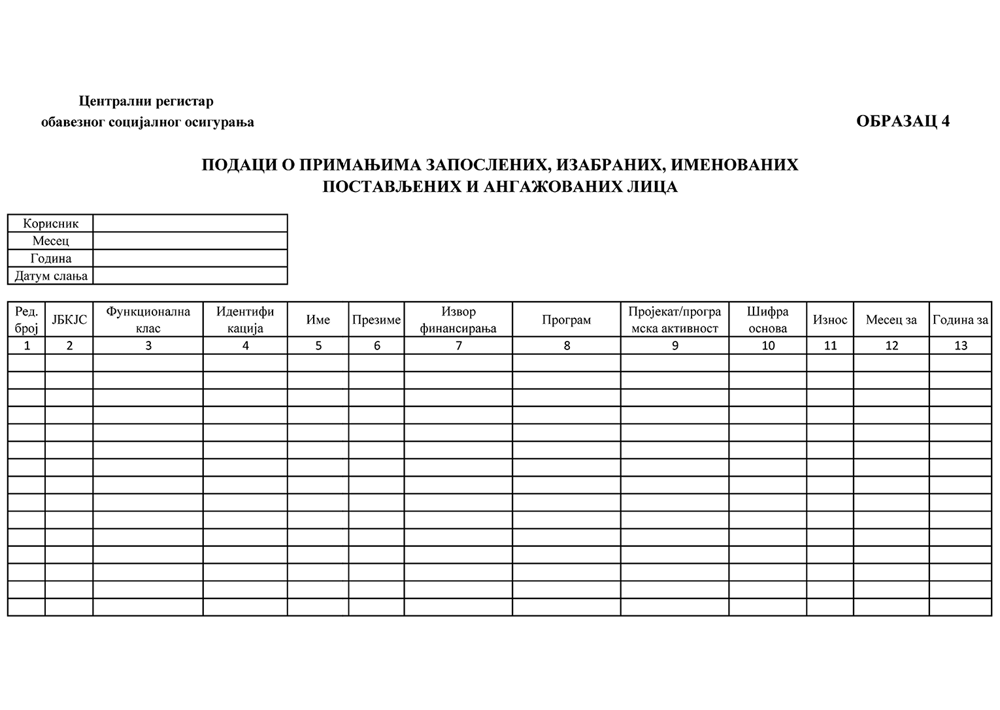 Централни регистар
обавезног социјалног осигурања
ОБРАЗАЦ 4
ПОДАЦИ О ПРИМАЊИМА ЗАПОСЛЕНИХ, ИЗАБРАНИХ, ИМЕНОВАНИХ
ПОСТАВЉЕНИХ И АНГАЖОВАНИХ ЛИЦА
Корисник
Месец
Година
Датум слања
Ред.
број
ЈБКЈС
Функционална
клас
Идентифи
кација
Име
Презиме
Извор
финансирања
Програм
Пројекат/програ
мска активност
Шифра
основа
Износ
Месец за
Година за
1 2 3 4 5 6 7 8 9 10 11 12 13